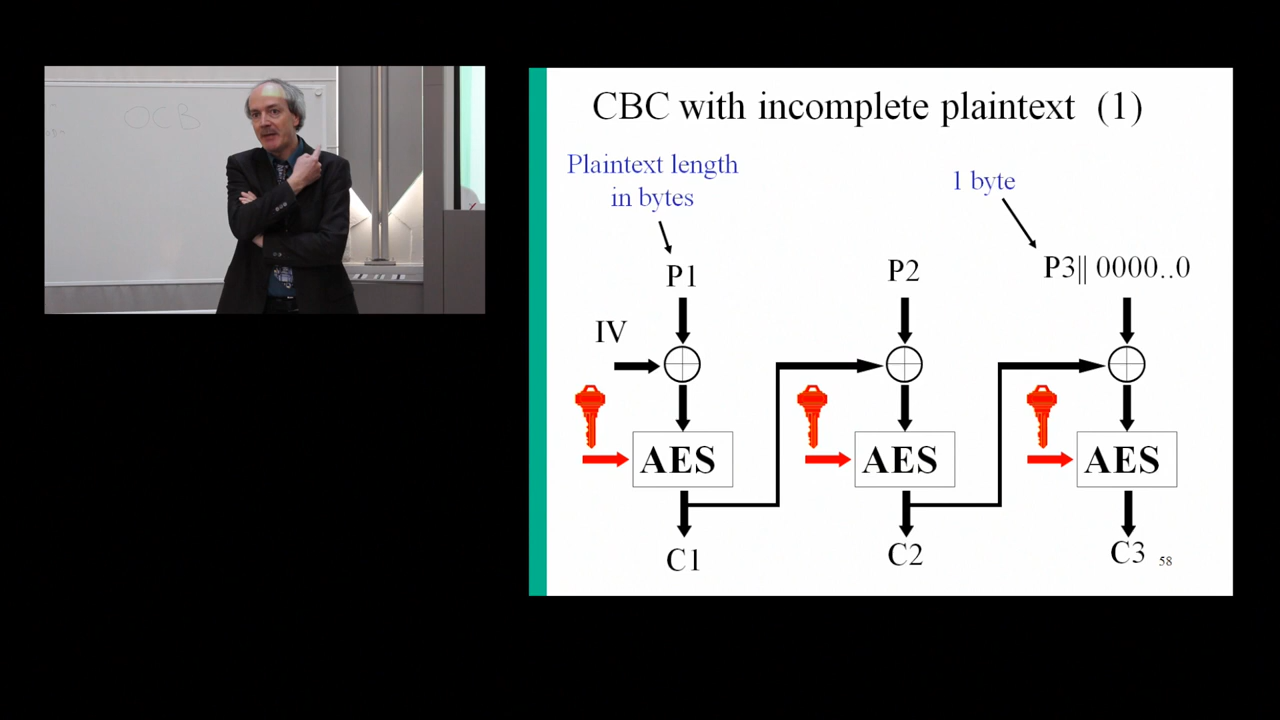 OCB
CBC with incomplete plaintext (1)
Plaintext length
in bytes
1 byte
P1
P2
P3|| 0000..0
IV
AES
AES
AES
C1
C2
C3
58